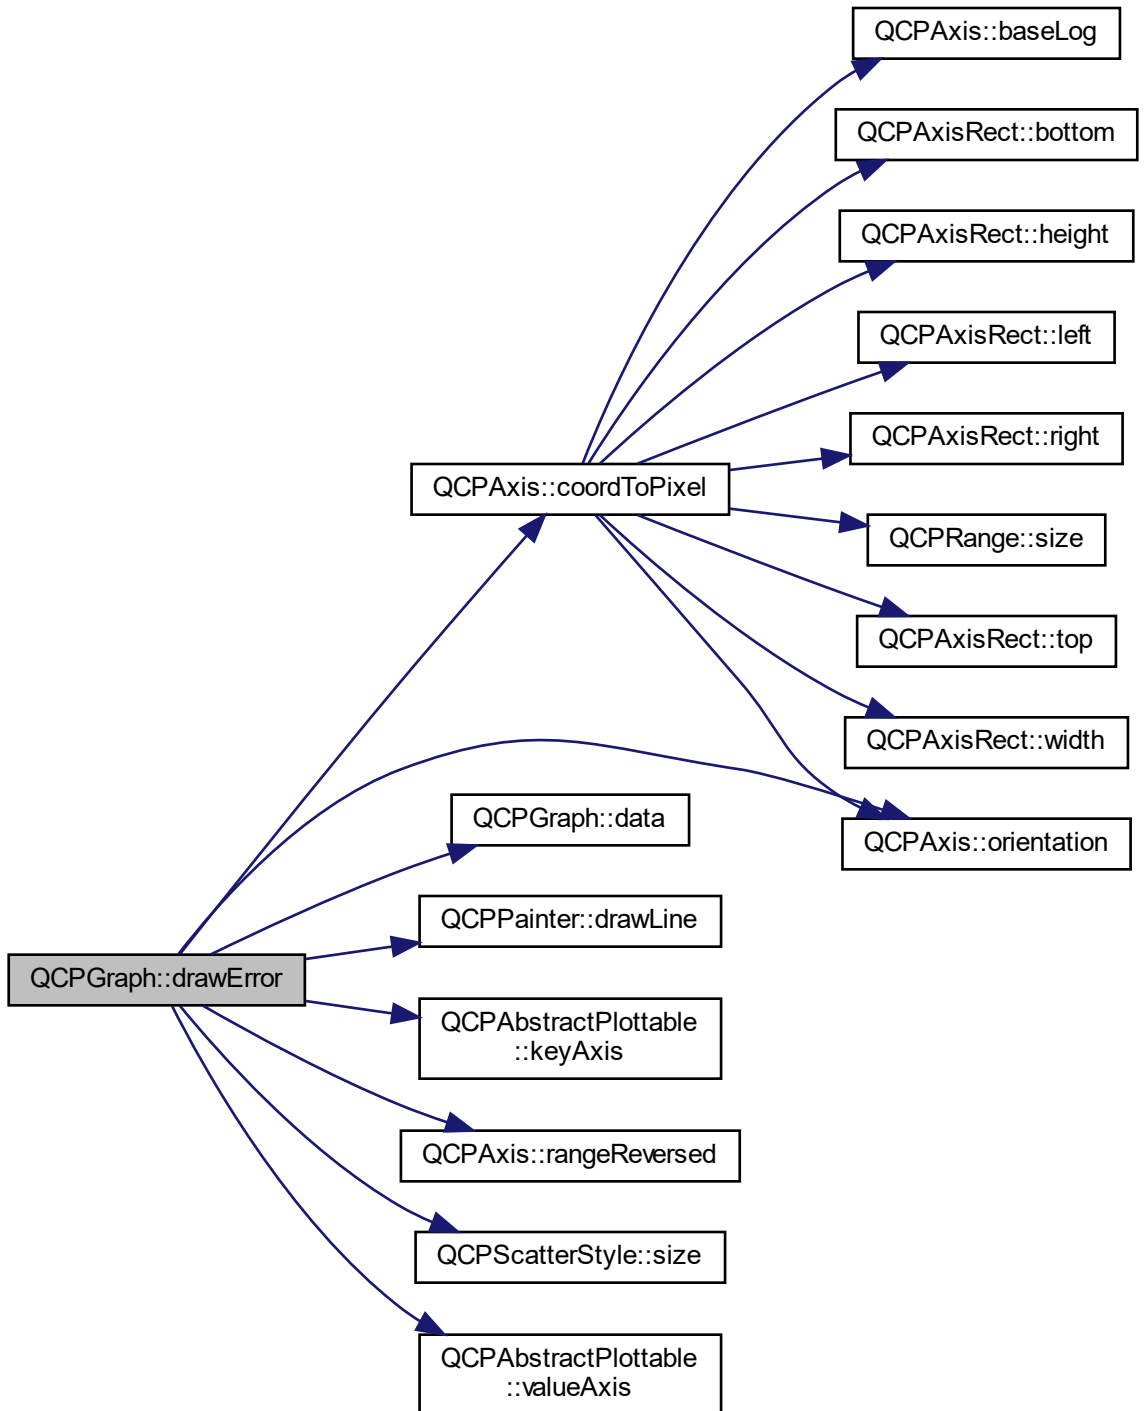 QCPAxis::baseLog
QCPAxisRect::bottom
QCPAxisRect::height
QCPAxisRect::left
QCPAxisRect::right
QCPAxis::coordToPixel
QCPRange::size
QCPAxisRect::top
QCPAxisRect::width
QCPGraph::data
QCPAxis::orientation
QCPPainter::drawLine
QCPGraph::drawError
QCPAbstractPlottable
::keyAxis
QCPAxis::rangeReversed
QCPScatterStyle::size
QCPAbstractPlottable
::valueAxis